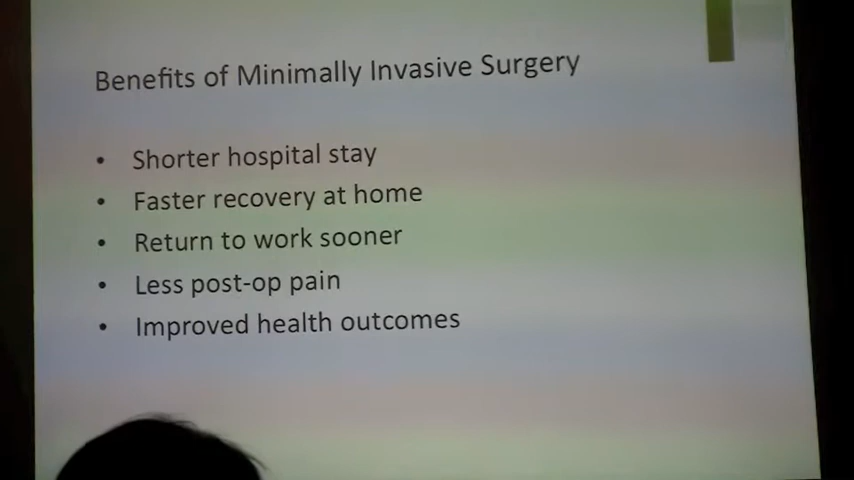 Benefits of Minimally Invasive Surgery
• Shorter hospital stay
• Faster recovery at home
• Return to work sooner
• Less post-op pain
• Improved health outcomes